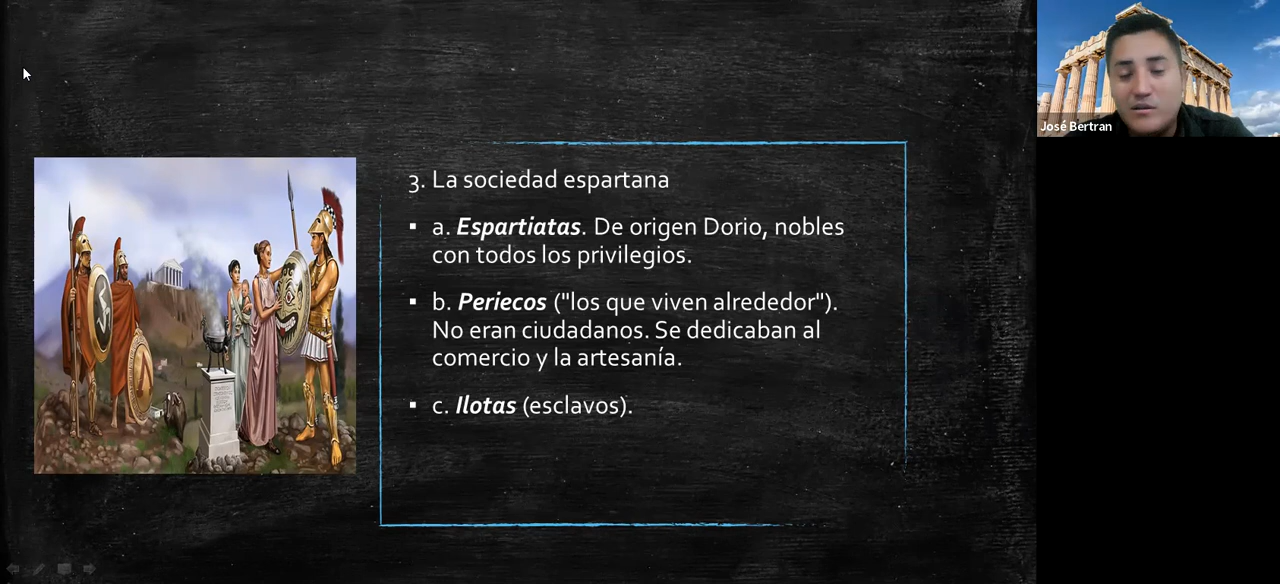 3. La sociedad espartana
▪ a. Espartiatas. De origen Dorio, nobles
con todos los privilegios.
▪ b. Periecos ("los que viven alrededor").
No eran ciudadanos. Se dedicaban al
comercio y la artesanía.
▪ c. Ilotas (esclavos).
José Bertran